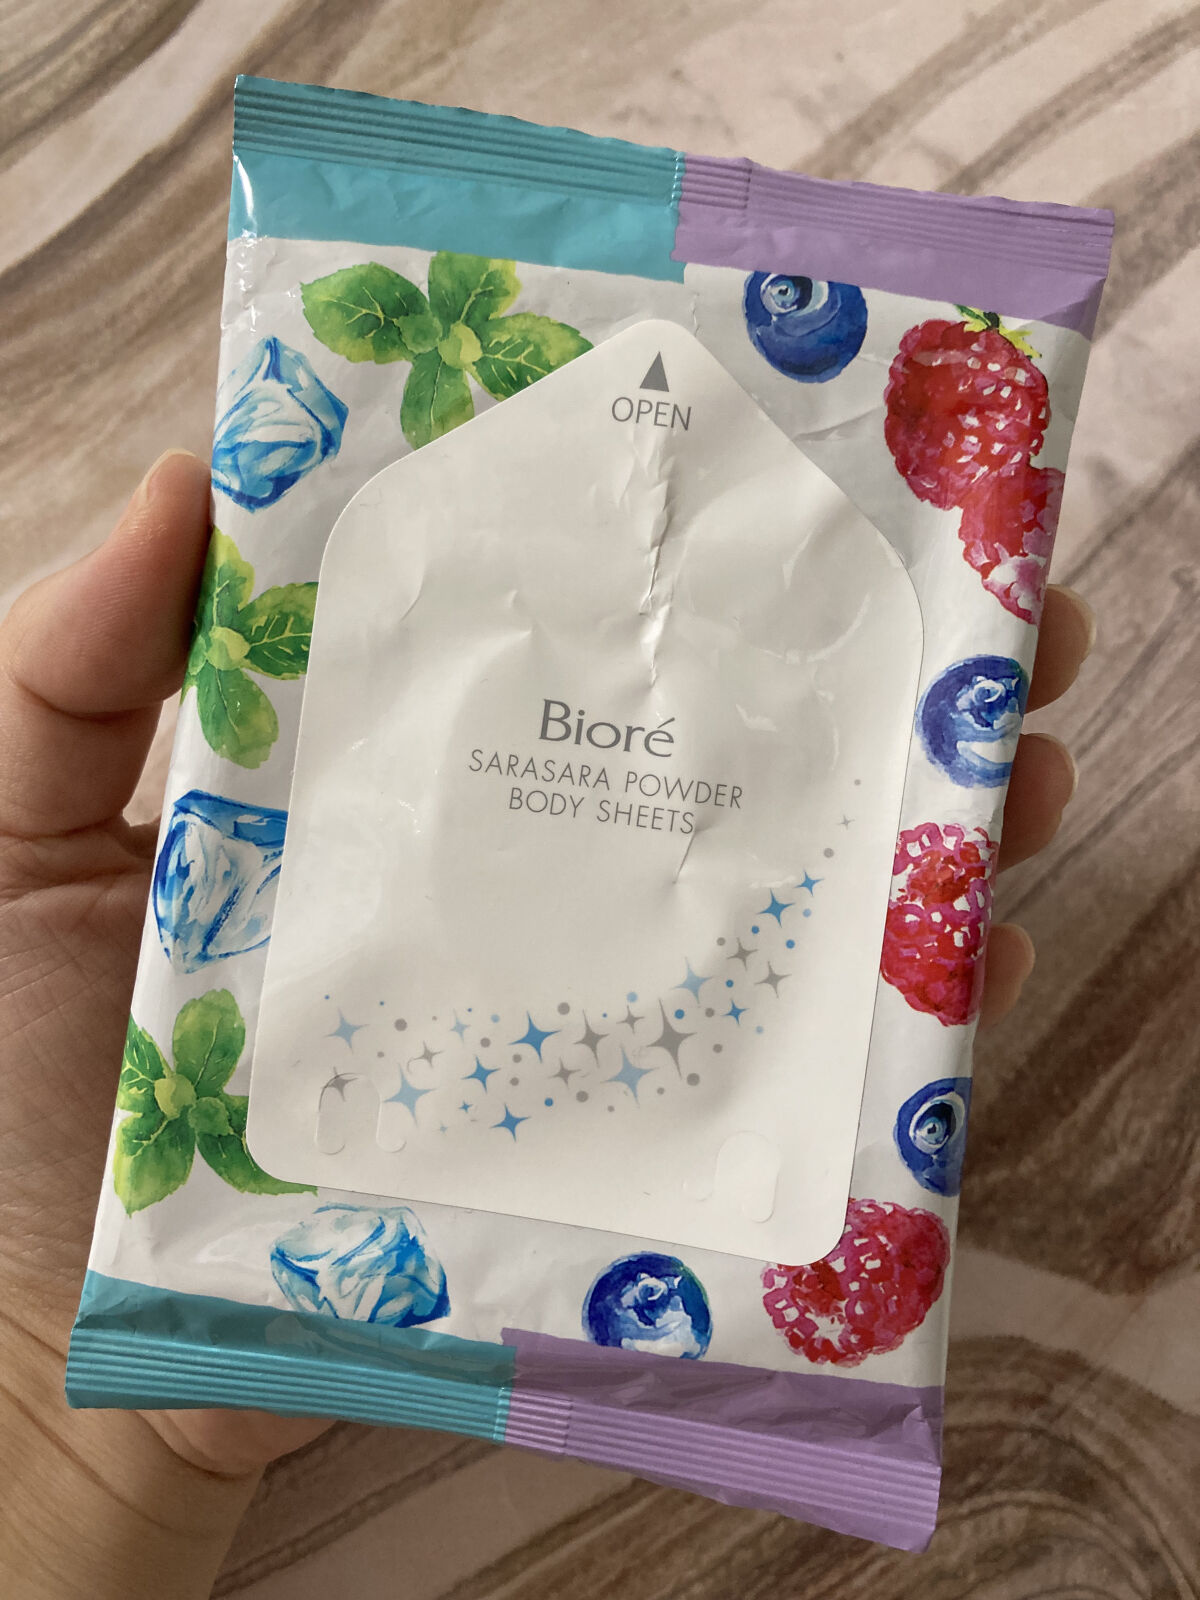 OPEN
Bioré
SARASARA POWDER
BODY SHEETS